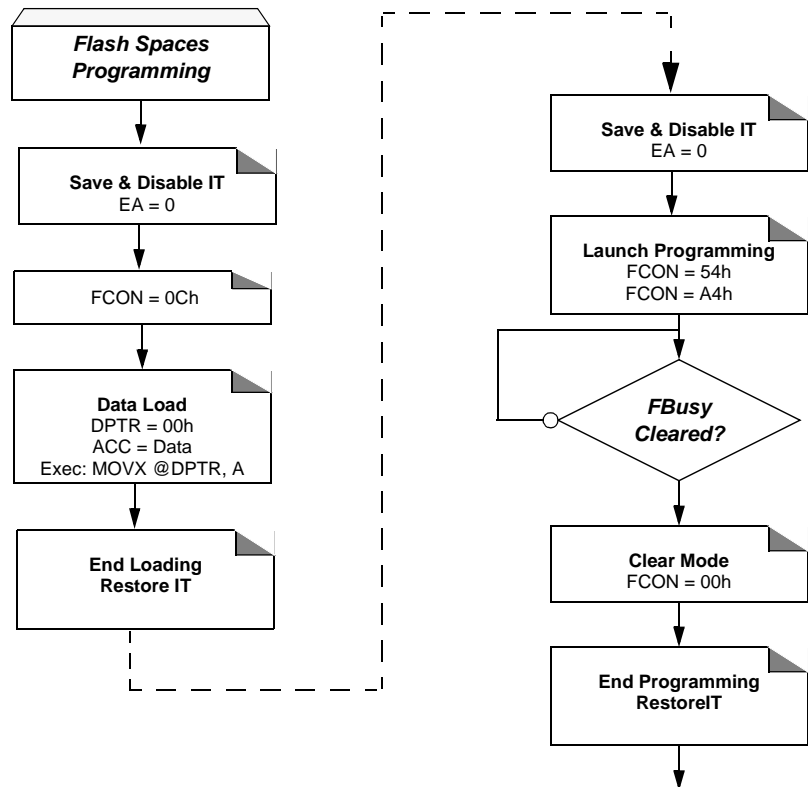 Flash Spaces
Programming
Save & Disable IT
EA = 0
FCON = 0Ch
Data Load
DPTR = 00h
ACC = Data
Exec: MOVX @DPTR, A
End Loading
Restore IT
Save & Disable IT
EA = 0
Launch Programming
FCON = 54h
FCON = A4h
FBusy
Cleared?
Clear Mode
FCON = 00h
End Programming
RestoreIT